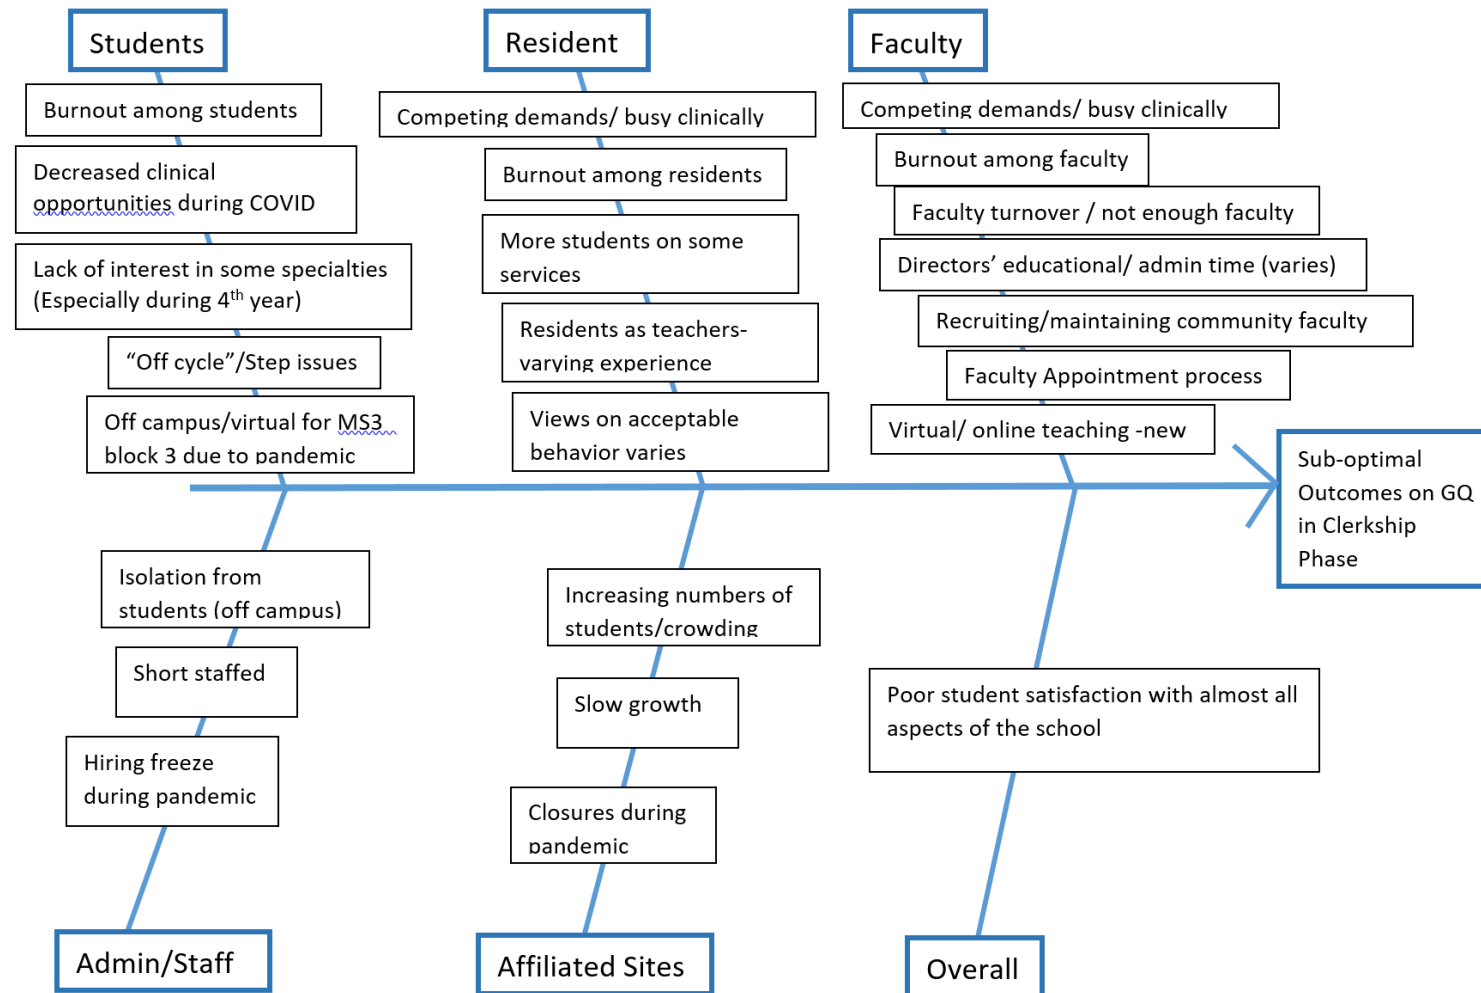 Students
Burnout among students
Decreased clinical
opportunities during COVID
Lack of interest in some specialties
(Especially during 4th year)
“Off cycle”/Step issues
Off campus/virtual for MS3
block 3 due to pandemic
Resident
Competing demands/ busy clinically
Burnout among residents
More students on some
services
Residents as teachers-
varying experience
Views on acceptable
behavior varies
Faculty
Competing demands/ busy clinically
Burnout among faculty
Faculty turnover / not enough faculty
Directors’ educational/ admin time (varies)
Recruiting/maintaining community faculty
Faculty Appointment process
Virtual/ online teaching -new
Sub-optimal
Outcomes on GQ
in Clerkship
Phase
Isolation from
students (off campus)
Short staffed
Hiring freeze
during pandemic
Admin/Staff
Increasing numbers of
students/crowding
Slow growth
Closures during
pandemic
Affiliated Sites
Poor student satisfaction with almost all
aspects of the school
Overall